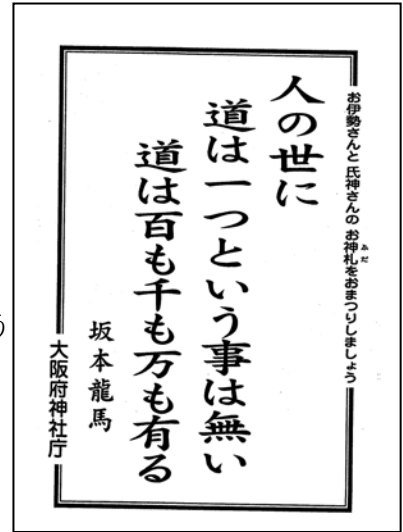 お伊勢さんと氏神さんのお神札をおまつりしましょう
ふだ
人の世に
道は一つという事は無い
道は百も千も万も有る
坂本龍馬
大阪府神社庁